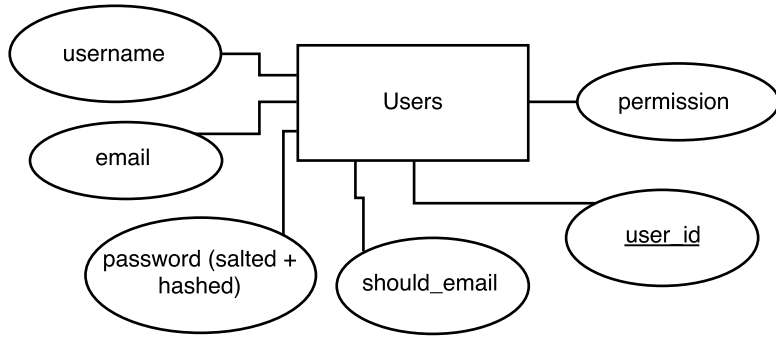 username
Users
permission
email
user_id
password (salted +
hashed)
should_email